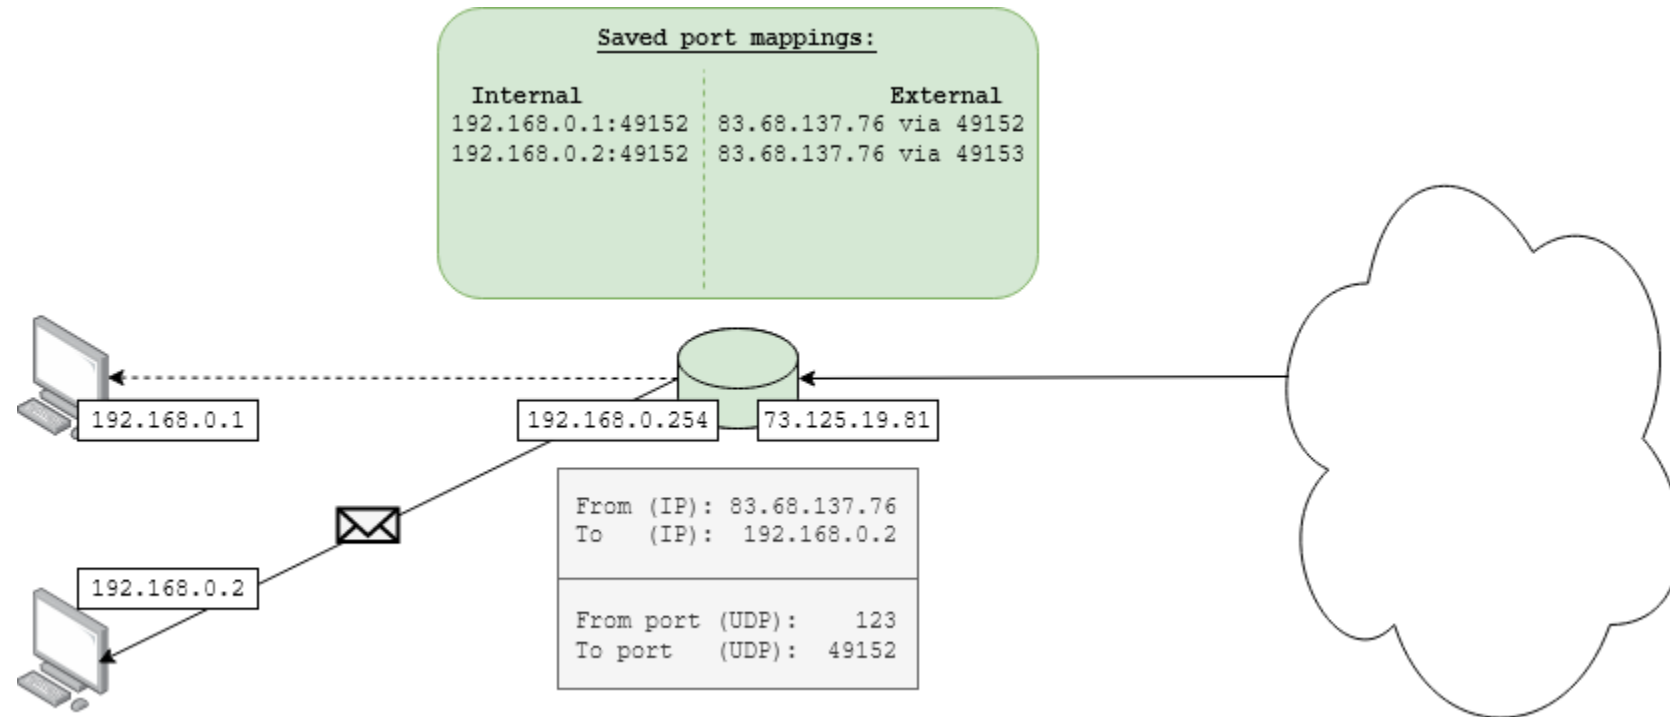 Saved port mappings:
Internal External
192.168.0.1:49152 83.68.137.76 via 49152
192.168.0.2:49152 83.68.137.76 via 49153
192.168.0.1
192.168.0.254
73.125.19.81
From (IP): 83.68.137.76
To (IP): 192.168.0.2
192.168.0.2
From port (UDP): 123
To port (UDP): 49152